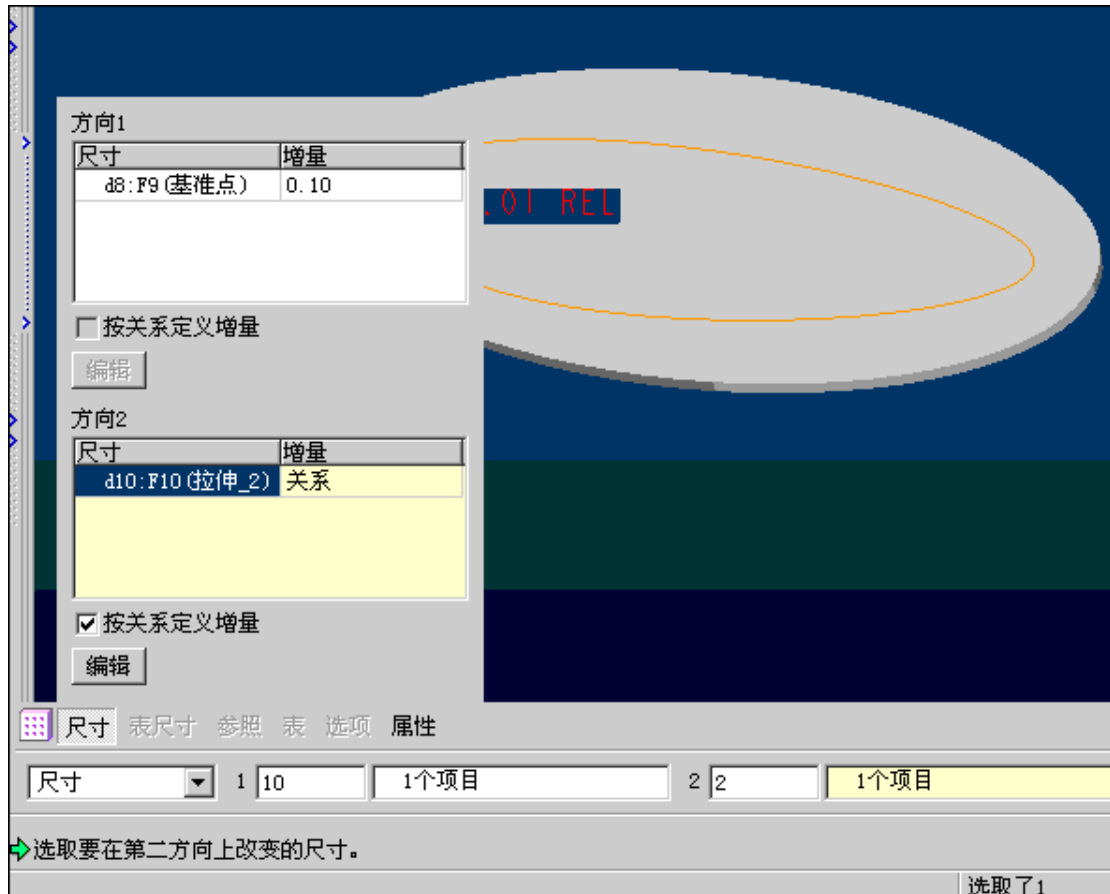 方向1
尺寸 增量
d8:F9(基准点) 0.10
.01 REL
按关系定义增量
编辑
方向2
尺寸 增量
d10:F10(拉伸_2) 关系
按关系定义增量
编辑
尺寸 表尺寸 参照 表 选项 属性
尺寸 1 10 1个项目 2 2 1个项目
选取要在第二方向上改变的尺寸。
选取了1